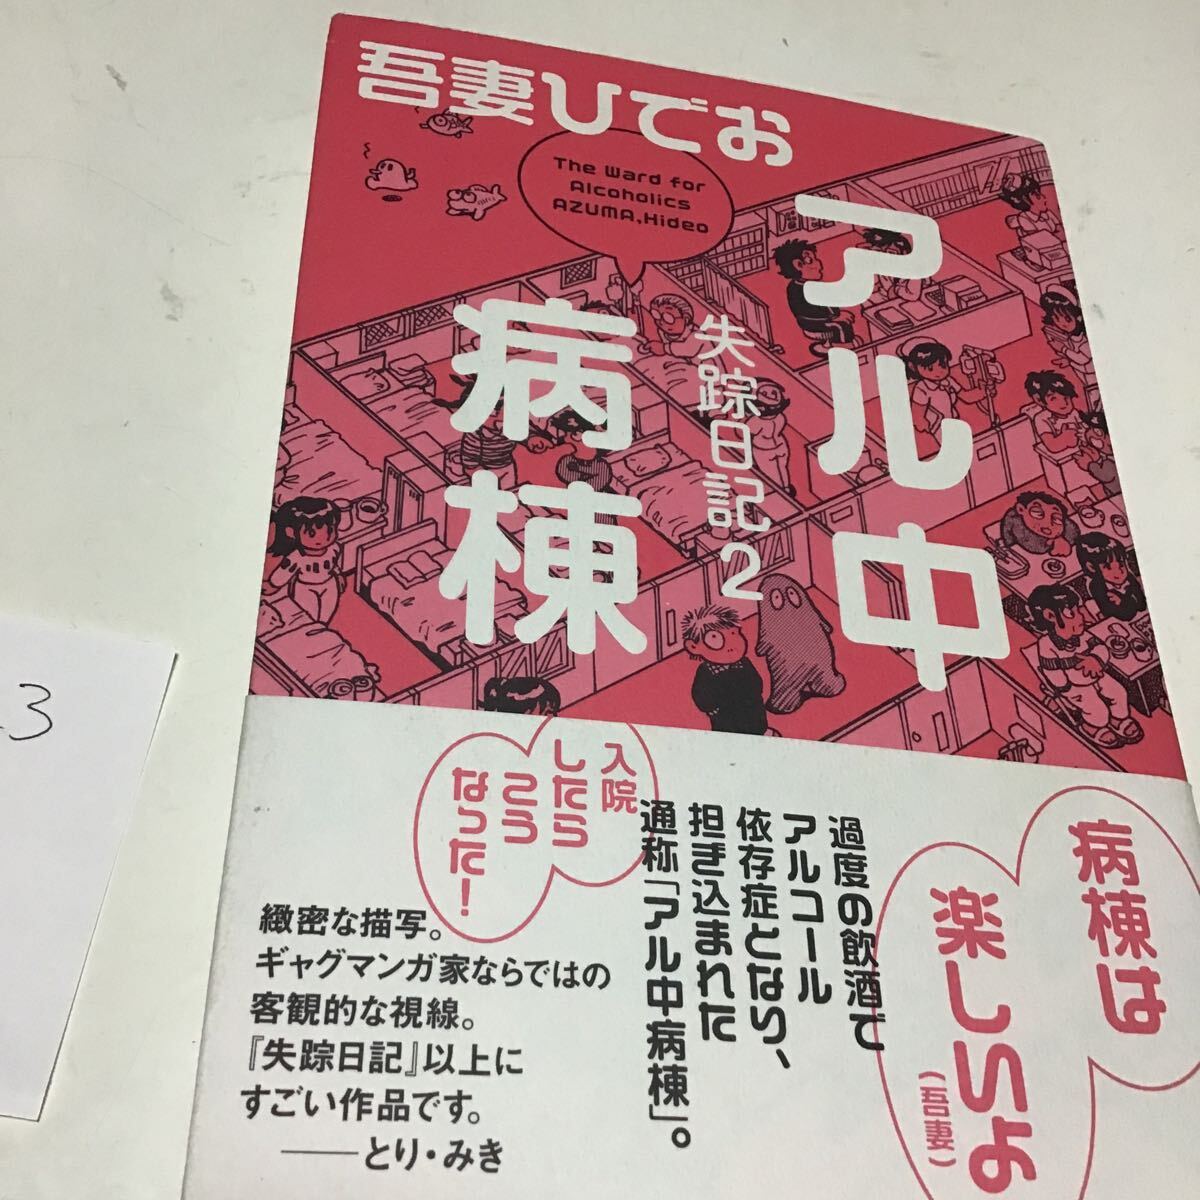 吾妻ひでお
The Ward for
Alcoholics
AZUMA,Hideo
アル中
病棟
失踪日記2
病棟は
楽しいよ
(吾妻)
過度の飲酒で
アルコール
依存症となり、
担ぎ込まれた
通称「アル中病棟」。
入院
したら
こう
なった!
緻密な描写。
ギャグマンガ家ならではの
客観的な視線。
『失踪日記』以上に
すごい作品です。
——とり・みき
3